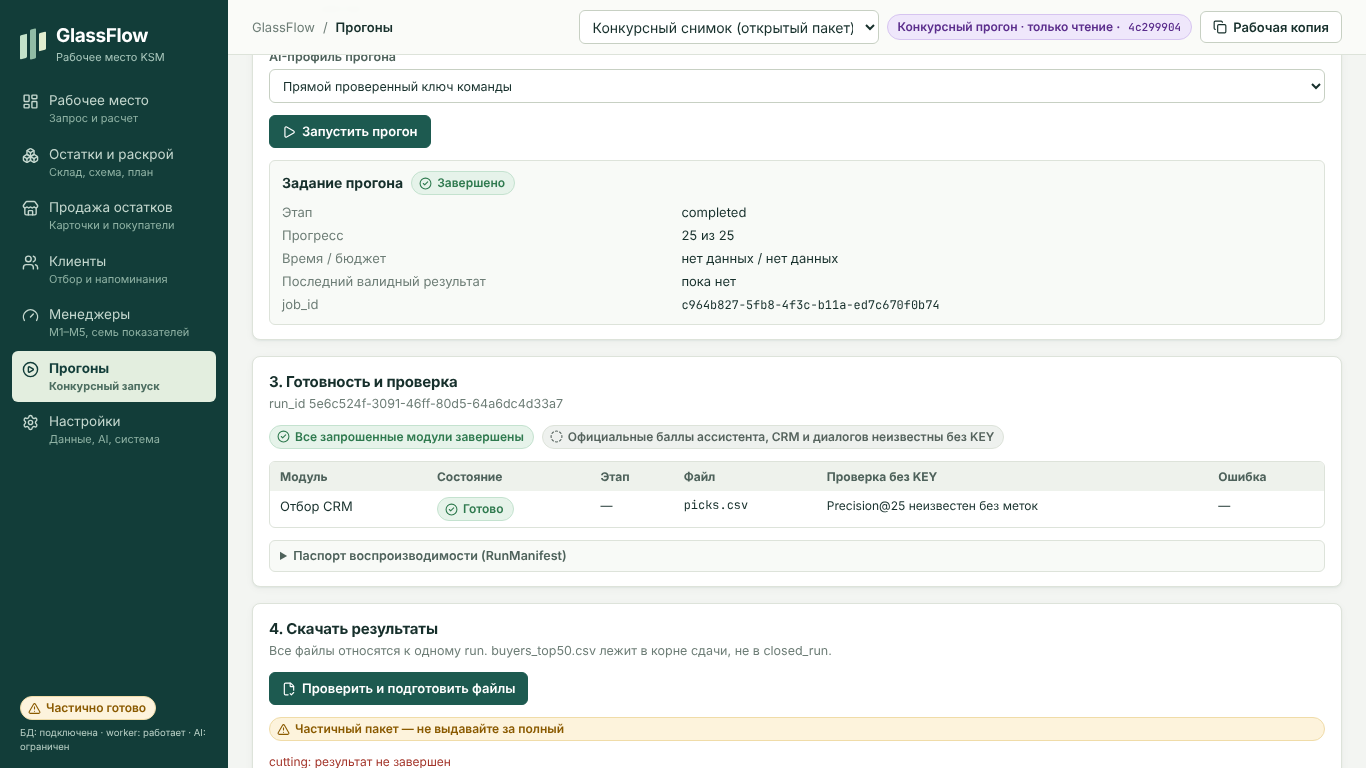 GlassFlow
Рабочее место KSM
Рабочее место
Запрос и расчет
Остатки и раскрой
Склад, схема, план
Продажа остатков
Карточки и покупатели
Клиенты
Отбор и напоминания
Менеджеры
М1–М5, семь показателей
Прогоны
Конкурсный запуск
Настройки
Данные, AI, система
Частично готово
БД: подключена · worker: работает · AI:
ограничен
GlassFlow / Прогоны
Конкурсный снимок (открытый пакет)
Конкурсный прогон · только чтение · 4c299904
Рабочая копия
AI-профиль прогона
Прямой проверенный ключ команды
Запустить прогон
Задание прогона Завершено
Этап completed
Прогресс 25 из 25
Время / бюджет нет данных / нет данных
Последний валидный результат пока нет
job_id c964b827-5fb8-4f3c-b11a-ed7c670f0b74
3. Готовность и проверка
run_id 5e6c524f-3091-46ff-80d5-64a6dc4d33a7
Все запрошенные модули завершены Официальные баллы ассистента, CRM и диалогов неизвестны без KEY
Модуль Состояние Этап Файл Проверка без KEY Ошибка
Отбор CRM Готово — picks.csv Precision@25 неизвестен без меток —
Паспорт воспроизводимости (RunManifest)
4. Скачать результаты
Все файлы относятся к одному run. buyers_top50.csv лежит в корне сдачи, не в closed_run.
Проверить и подготовить файлы
Частичный пакет — не выдавайте за полный
cutting: результат не завершен